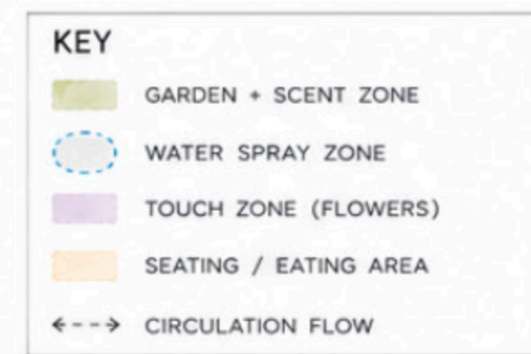 KEY
GARDEN + SCENT ZONE
WATER SPRAY ZONE
TOUCH ZONE (FLOWERS)
SEATING / EATING AREA
CIRCULATION FLOW